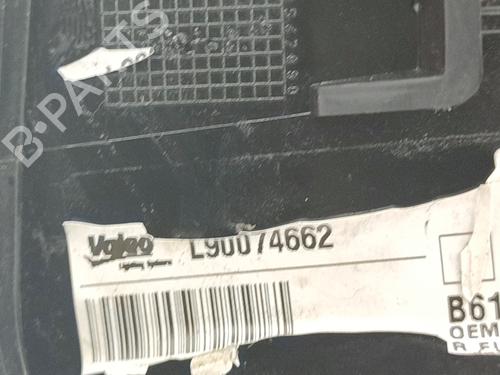 B·PARTS
Valeo L90074662
Lighting Systems
B61
OEM